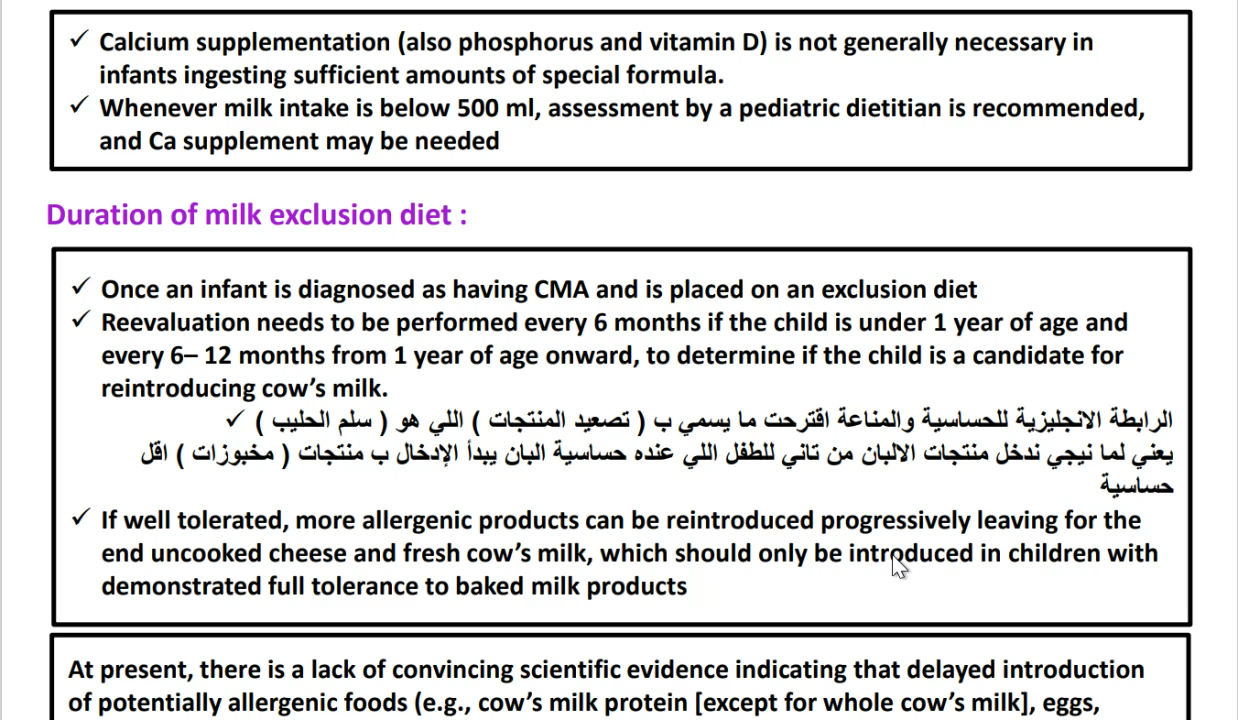 ✓ Calcium supplementation (also phosphorus and vitamin D) is not generally necessary in
infants ingesting sufficient amounts of special formula.
✓ Whenever milk intake is below 500 ml, assessment by a pediatric dietitian is recommended,
and Ca supplement may be needed
Duration of milk exclusion diet :
✓ Once an infant is diagnosed as having CMA and is placed on an exclusion diet
✓ Reevaluation needs to be performed every 6 months if the child is under 1 year of age and
every 6– 12 months from 1 year of age onward, to determine if the child is a candidate for
reintroducing cow’s milk.
الرابطة الانجليزية للحساسية والمناعة اقترحت ما يسمي ب ( تصعيد المنتجات ) اللي هو ( سلم الحليب ) ✓
يعني لما نيجي ندخل منتجات الالبان من تاني للطفل اللي عنده حساسية البان يبدأ الإدخال ب منتجات ( مخبوزات ) اقل
حساسية
✓ If well tolerated, more allergenic products can be reintroduced progressively leaving for the
end uncooked cheese and fresh cow’s milk, which should only be introduced in children with
demonstrated full tolerance to baked milk products
At present, there is a lack of convincing scientific evidence indicating that delayed introduction
of potentially allergenic foods (e.g., cow’s milk protein [except for whole cow’s milk], eggs,